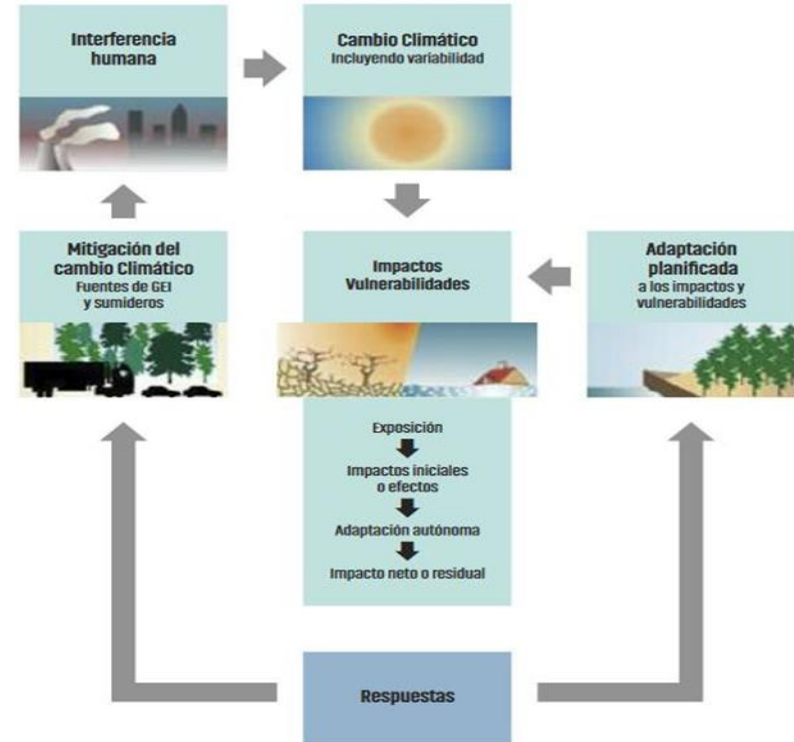 Interferencia
humana
Cambio Climático
Incluyendo variabilidad
Mitigación del
cambio Climático
Fuentes de GEI
y sumideros
Impactos
Vulnerabilidades
Adaptación
planificada
a los impactos y
vulnerabilidades
Exposición
Impactos iniciales
o efectos
Adaptación autónoma
Impacto neto o residual
Respuestas